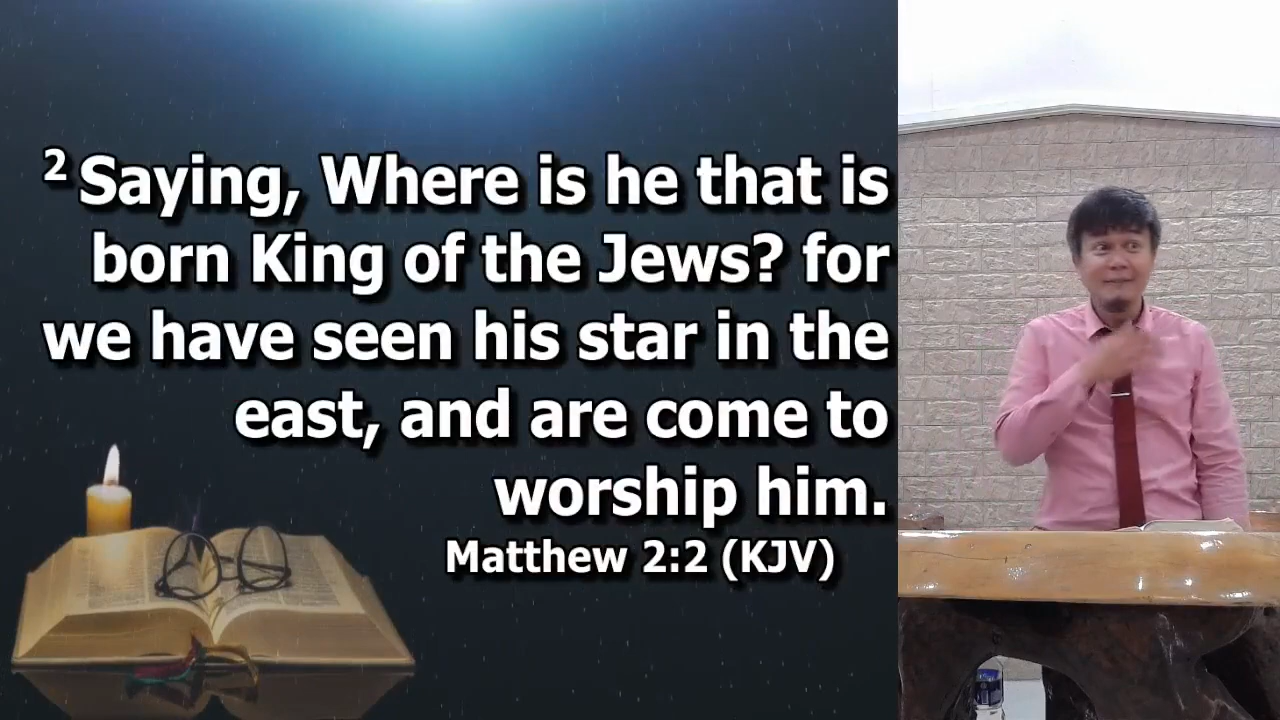 2 Saying, Where is he that is
born King of the Jews? for
we have seen his star in the
east, and are come to
worship him.
Matthew 2:2 (KJV)